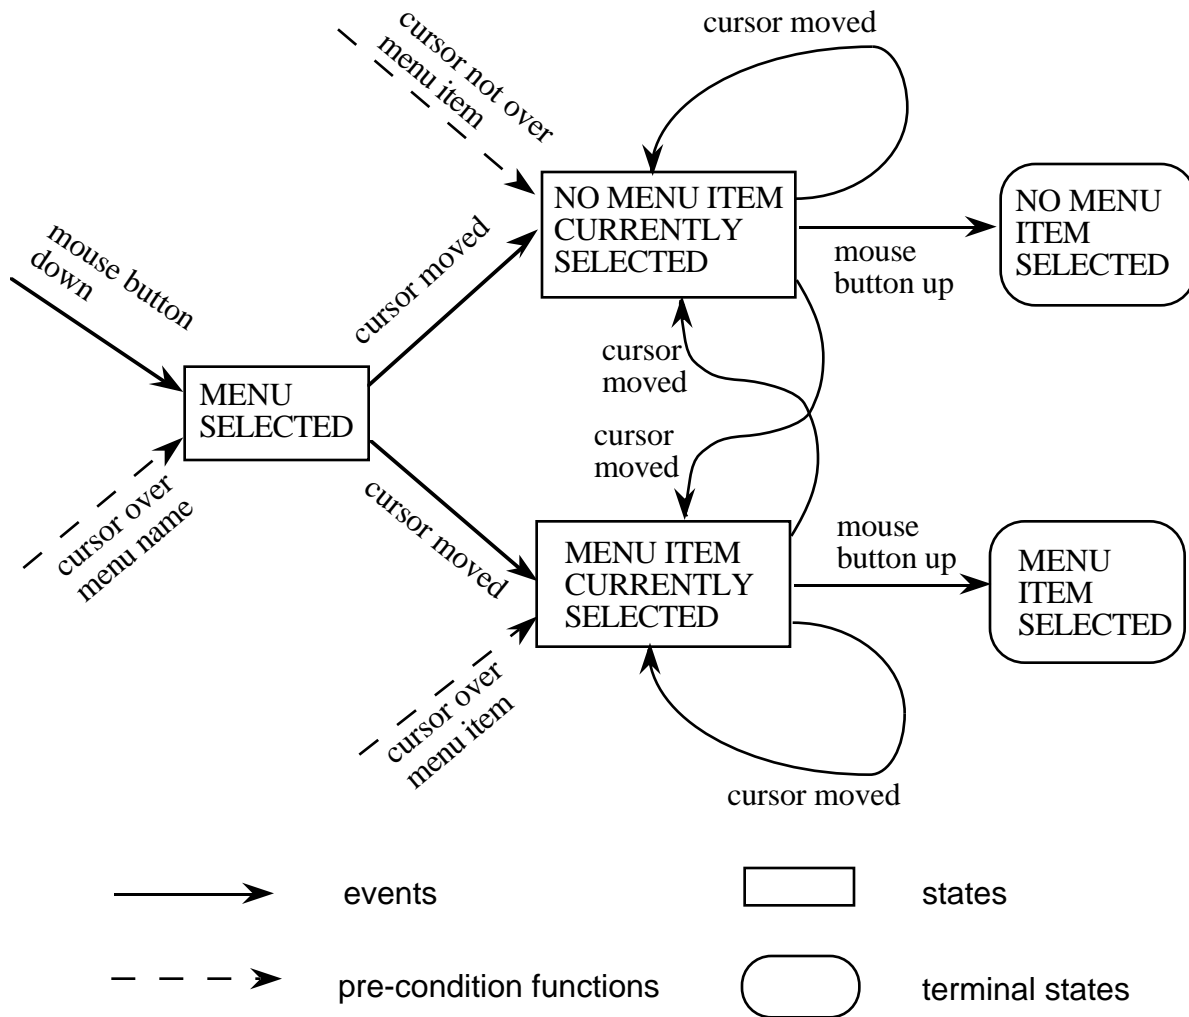 cursor moved
cursor not over
menu item
NO MENU ITEM
CURRENTLY
SELECTED
NO MENU
ITEM
SELECTED
mouse button
down
cursor moved
mouse
button up
MENU
SELECTED
cursor
moved
cursor
moved
cursor over
menu name
cursor moved
MENU ITEM
CURRENTLY
SELECTED
mouse
button up
MENU
ITEM
SELECTED
cursor over
menu item
cursor moved
events
states
pre-condition functions
terminal states